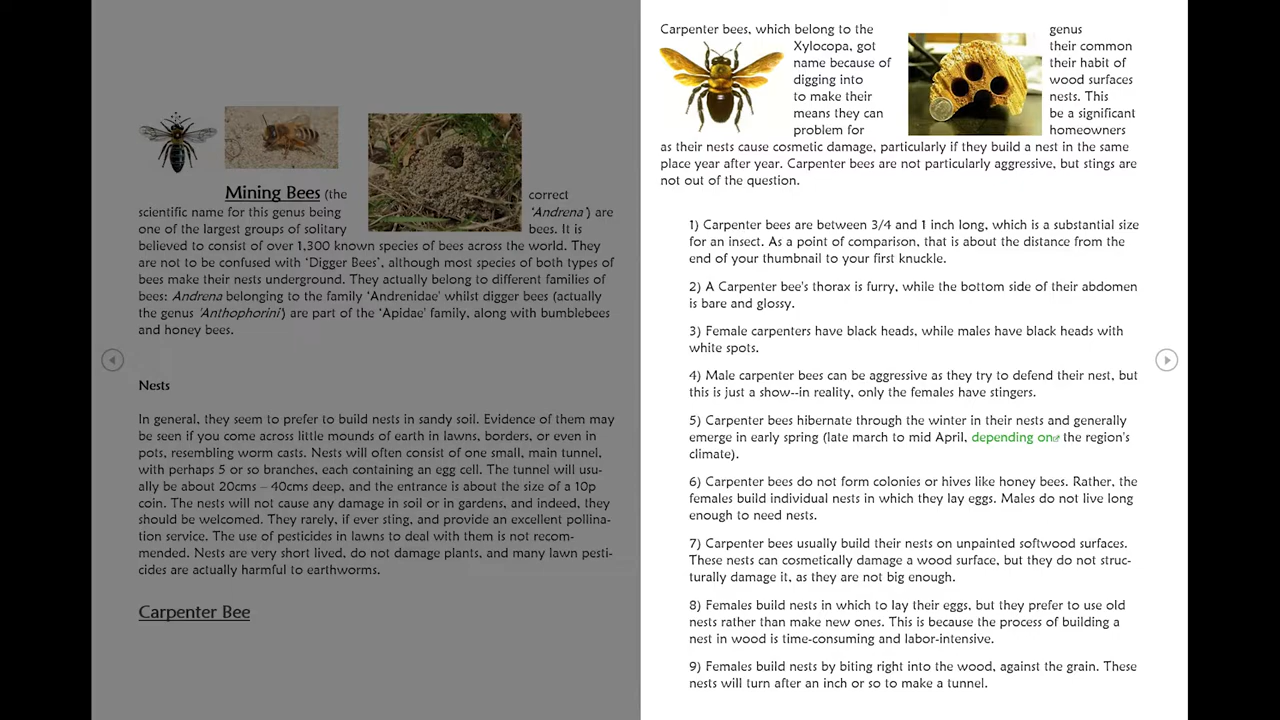 Mining Bees (the correct
scientific name for this genus being 'Andrena') are
one of the largest groups of solitary bees. It is
believed to consist of over 1,300 known species of bees across the world. They
are not to be confused with 'Digger Bees', although most species of both types of
bees make their nests underground. They actually belong to different families of
bees: Andrena belonging to the family 'Andrenidae' whilst digger bees (actually
the genus 'Anthophorini') are part of the 'Apidae' family, along with bumblebees
and honey bees.
Nests
In general, they seem to prefer to build nests in sandy soil. Evidence of them may
be seen if you come across little mounds of earth in lawns, borders, or even in
pots, resembling worm casts. Nests will often consist of one small, main tunnel,
with perhaps 5 or so branches, each containing an egg cell. The tunnel will usu-
ally be about 20cms – 40cms deep, and the entrance is about the size of a 10p
coin. The nests will not cause any damage in soil or in gardens, and indeed, they
should be welcomed. They rarely, if ever sting, and provide an excellent pollina-
tion service. The use of pesticides in lawns to deal with them is not recom-
mended. Nests are very short lived, do not damage plants, and many lawn pesti-
cides are actually harmful to earthworms.
Carpenter Bee
Carpenter bees, which belong to the genus
Xylocopa, got their common
name because of their habit of
digging into wood surfaces
to make their nests. This
means they can be a significant
problem for homeowners
as their nests cause cosmetic damage, particularly if they build a nest in the same
place year after year. Carpenter bees are not particularly aggressive, but stings are
not out of the question.
1) Carpenter bees are between 3/4 and 1 inch long, which is a substantial size
for an insect. As a point of comparison, that is about the distance from the
end of your thumbnail to your first knuckle.
2) A Carpenter bee's thorax is furry, while the bottom side of their abdomen
is bare and glossy.
3) Female carpenters have black heads, while males have black heads with
white spots.
4) Male carpenter bees can be aggressive as they try to defend their nest, but
this is just a show--in reality, only the females have stingers.
5) Carpenter bees hibernate through the winter in their nests and generally
emerge in early spring (late march to mid April, depending on the region's
climate).
6) Carpenter bees do not form colonies or hives like honey bees. Rather, the
females build individual nests in which they lay eggs. Males do not live long
enough to need nests.
7) Carpenter bees usually build their nests on unpainted softwood surfaces.
These nests can cosmetically damage a wood surface, but they do not struc-
turally damage it, as they are not big enough.
8) Females build nests in which to lay their eggs, but they prefer to use old
nests rather than make new ones. This is because the process of building a
nest in wood is time-consuming and labor-intensive.
9) Females build nests by biting right into the wood, against the grain. These
nests will turn after an inch or so to make a tunnel.